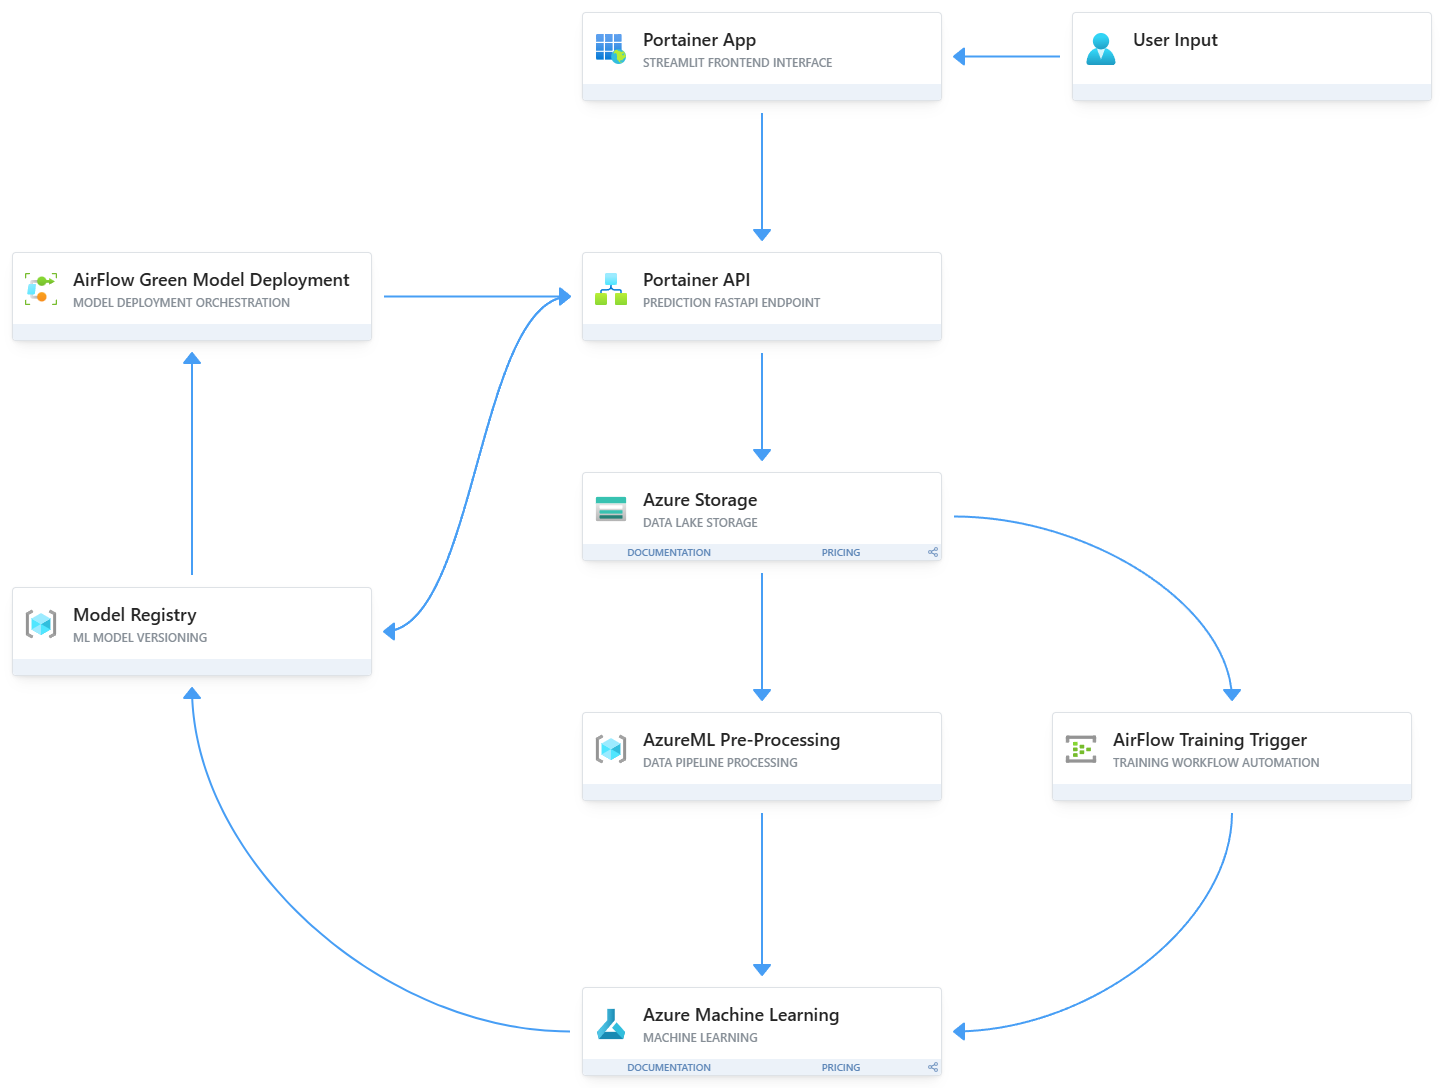 Portainer App
STREAMLIT FRONTEND INTERFACE
User Input
AirFlow Green Model Deployment
MODEL DEPLOYMENT ORCHESTRATION
Portainer API
PREDICTION FASTAPI ENDPOINT
Azure Storage
DATA LAKE STORAGE
DOCUMENTATION PRICING
Model Registry
ML MODEL VERSIONING
AzureML Pre-Processing
DATA PIPELINE PROCESSING
AirFlow Training Trigger
TRAINING WORKFLOW AUTOMATION
Azure Machine Learning
MACHINE LEARNING
DOCUMENTATION PRICING